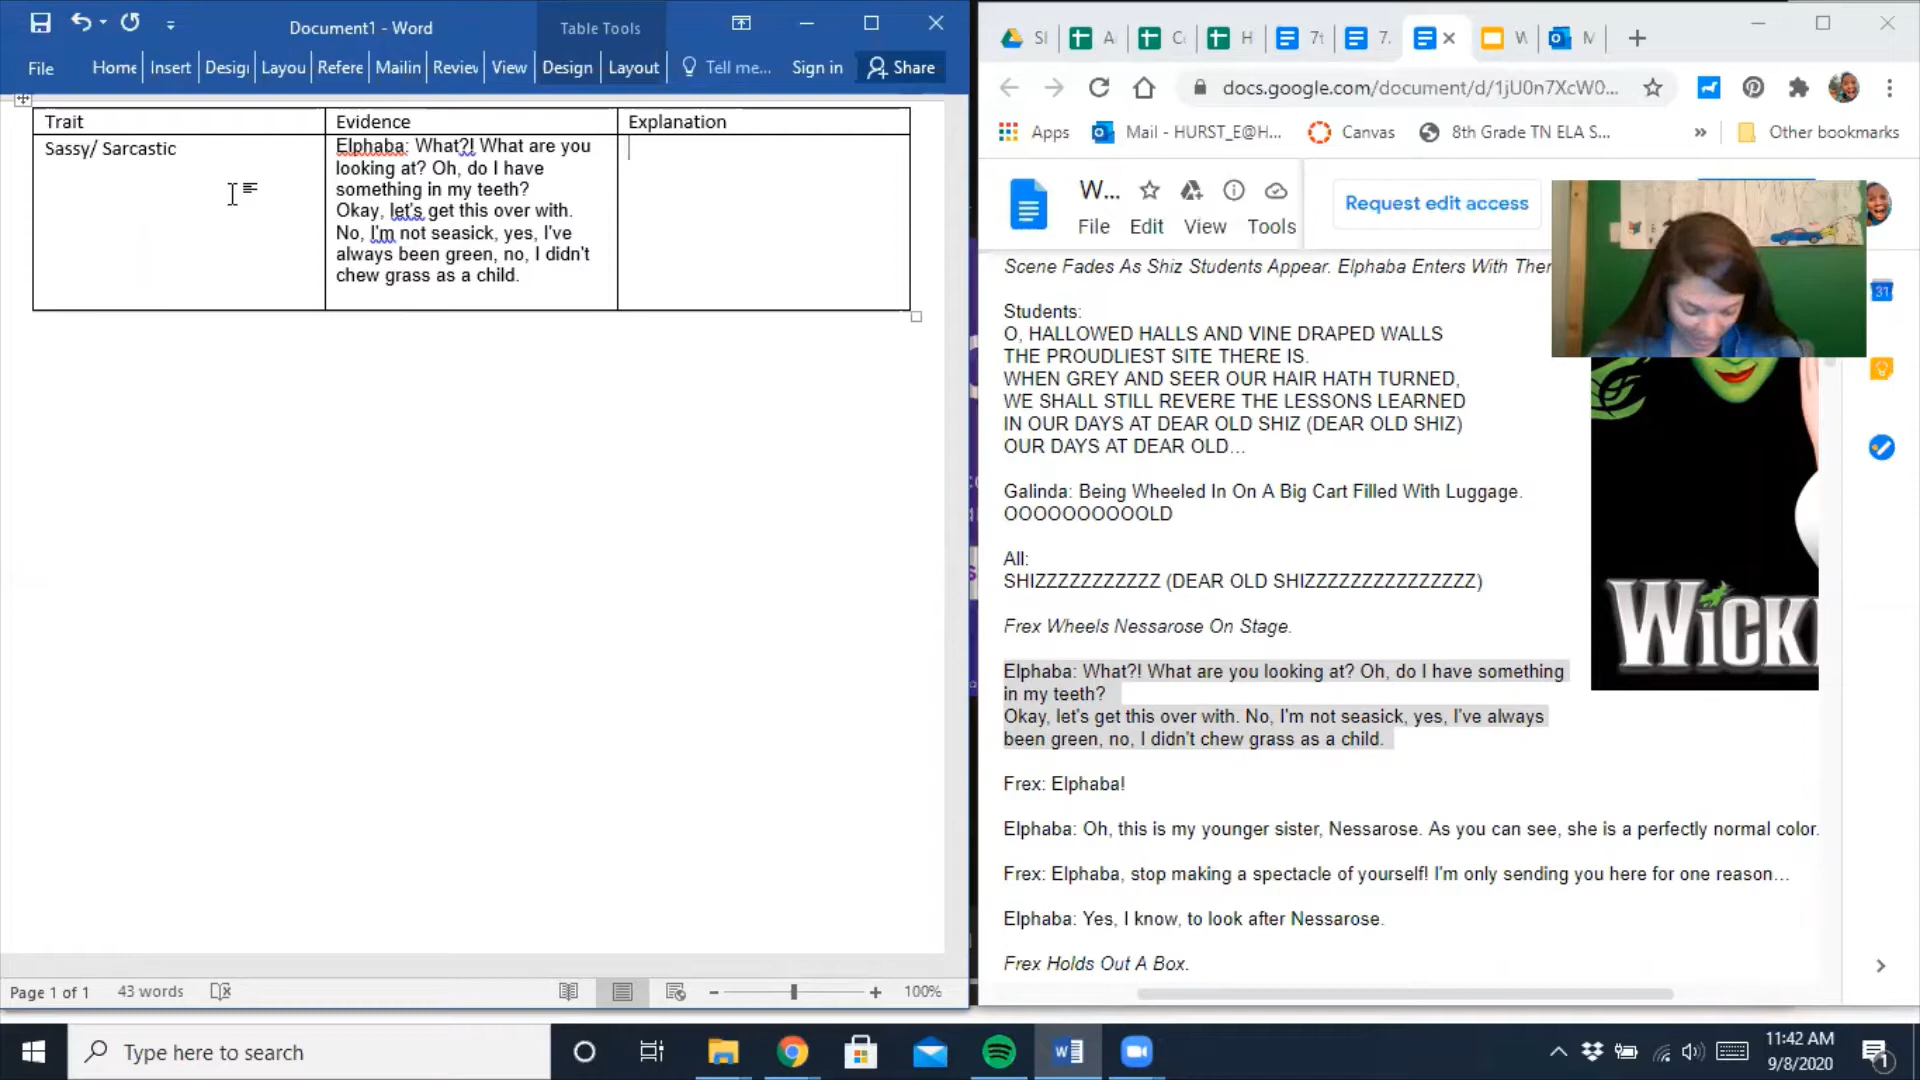 Document1 - Word
Table Tools
File
Home
Insert
Desigi
Layou
Refere
Mailin
Reviev
View
Design
Layout
Tell me...
Sign in
Share
Trait
Evidence
Explanation
Sassy/ Sarcastic
Elphaba: What?! What are you
looking at? Oh, do I have
something in my teeth?
Okay, let's get this over with.
No, I'm not seasick, yes, I've
always been green, no, I didn't
chew grass as a child.
Page 1 of 1
43 words
100%
SI
A
C
H
7t
7.
W
M
docs.google.com/document/d/1jU0n7XcW0...
Apps
Mail - HURST_E@H...
Canvas
8th Grade TN ELA S...
»
Other bookmarks
W...
File
Edit
View
Tools
Request edit access
31
Scene Fades As Shiz Students Appear. Elphaba Enters With Ther
Students:
O, HALLOWED HALLS AND VINE DRAPED WALLS
THE PROUDLIEST SITE THERE IS.
WHEN GREY AND SEER OUR HAIR HATH TURNED,
WE SHALL STILL REVERE THE LESSONS LEARNED
IN OUR DAYS AT DEAR OLD SHIZ (DEAR OLD SHIZ)
OUR DAYS AT DEAR OLD...
Galinda: Being Wheeled In On A Big Cart Filled With Luggage.
OOOOOOOOOOLD
All:
SHIZZZZZZZZZZZ (DEAR OLD SHIZZZZZZZZZZZZZZZ)
Frex Wheels Nessarose On Stage.
Elphaba: What?! What are you looking at? Oh, do I have something
in my teeth?
Okay, let's get this over with. No, I'm not seasick, yes, I've always
been green, no, I didn't chew grass as a child.
Frex: Elphaba!
Elphaba: Oh, this is my younger sister, Nessarose. As you can see, she is a perfectly normal color.
Frex: Elphaba, stop making a spectacle of yourself! I'm only sending you here for one reason...
Elphaba: Yes, I know, to look after Nessarose.
Frex Holds Out A Box.
WiCK
Type here to search
11:42 AM
9/8/2020
1